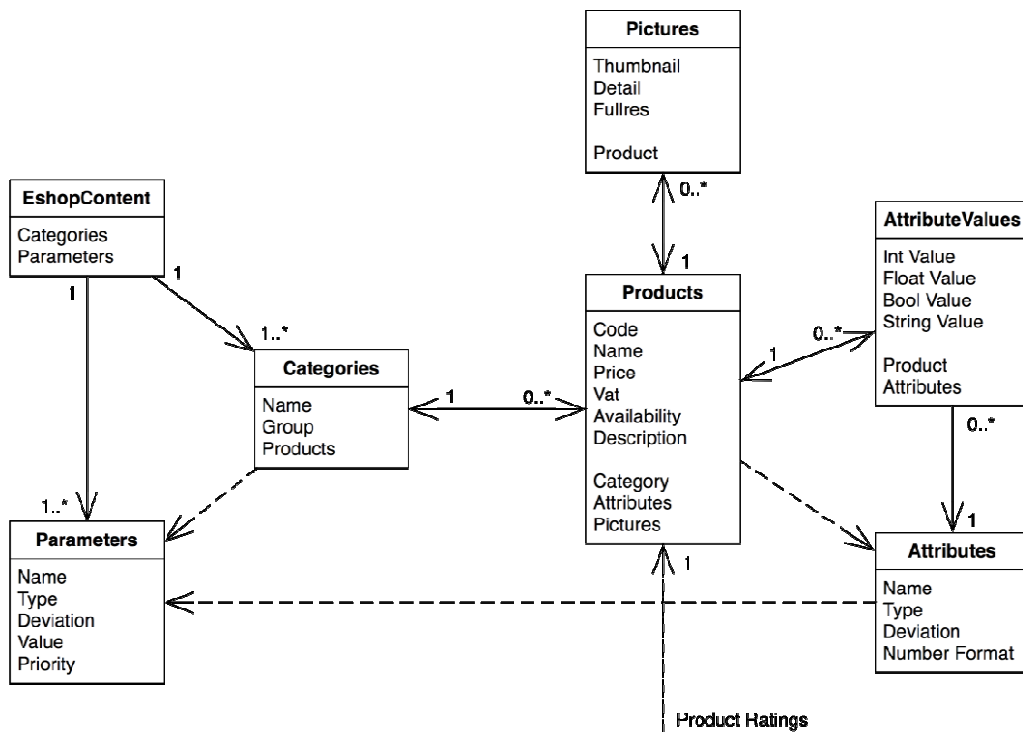 Pictures
Thumbnail
Detail
Fullres
Product
0..*
1
EshopContent
Categories
Parameters
1
1
1..*
1..*
Categories
Name
Group
Products
1
0..*
Products
Code
Name
Price
Vat
Availability
Description
Category
Attributes
Pictures
1
0..*
AttributeValues
Int Value
Float Value
Bool Value
String Value
Product
Attributes
0..*
1
Parameters
Name
Type
Deviation
Value
Priority
Attributes
Name
Type
Deviation
Number Format
1
Product Ratings